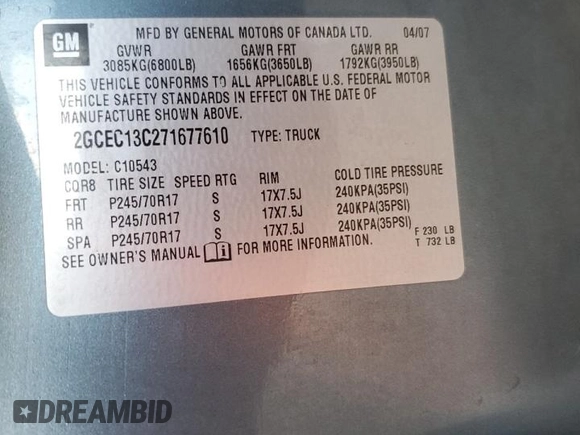 GM
MFD BY GENERAL MOTORS OF CANADA LTD. 04/07
GVWR GAWR FRT GAWR RR
3085KG(6800LB) 1656KG(3650LB) 1792KG(3950LB)
THIS VEHICLE CONFORMS TO ALL APPLICABLE U.S. FEDERAL MOTOR
VEHICLE SAFETY STANDARDS IN EFFECT ON THE DATE OF
MANUFACTURE SHOWN ABOVE.
2GCEC13C271677610 TYPE: TRUCK
MODEL: C10543
CQR8 TIRE SIZE SPEED RTG RIM COLD TIRE PRESSURE
FRT P245/70R17 S 17X7.5J 240KPA(35PSI)
RR P245/70R17 S 17X7.5J 240KPA(35PSI)
SPA P245/70R17 S 17X7.5J 240KPA(35PSI)
F 230 LB
T 732 LB
SEE OWNER'S MANUAL FOR MORE INFORMATION.
DREAMBID